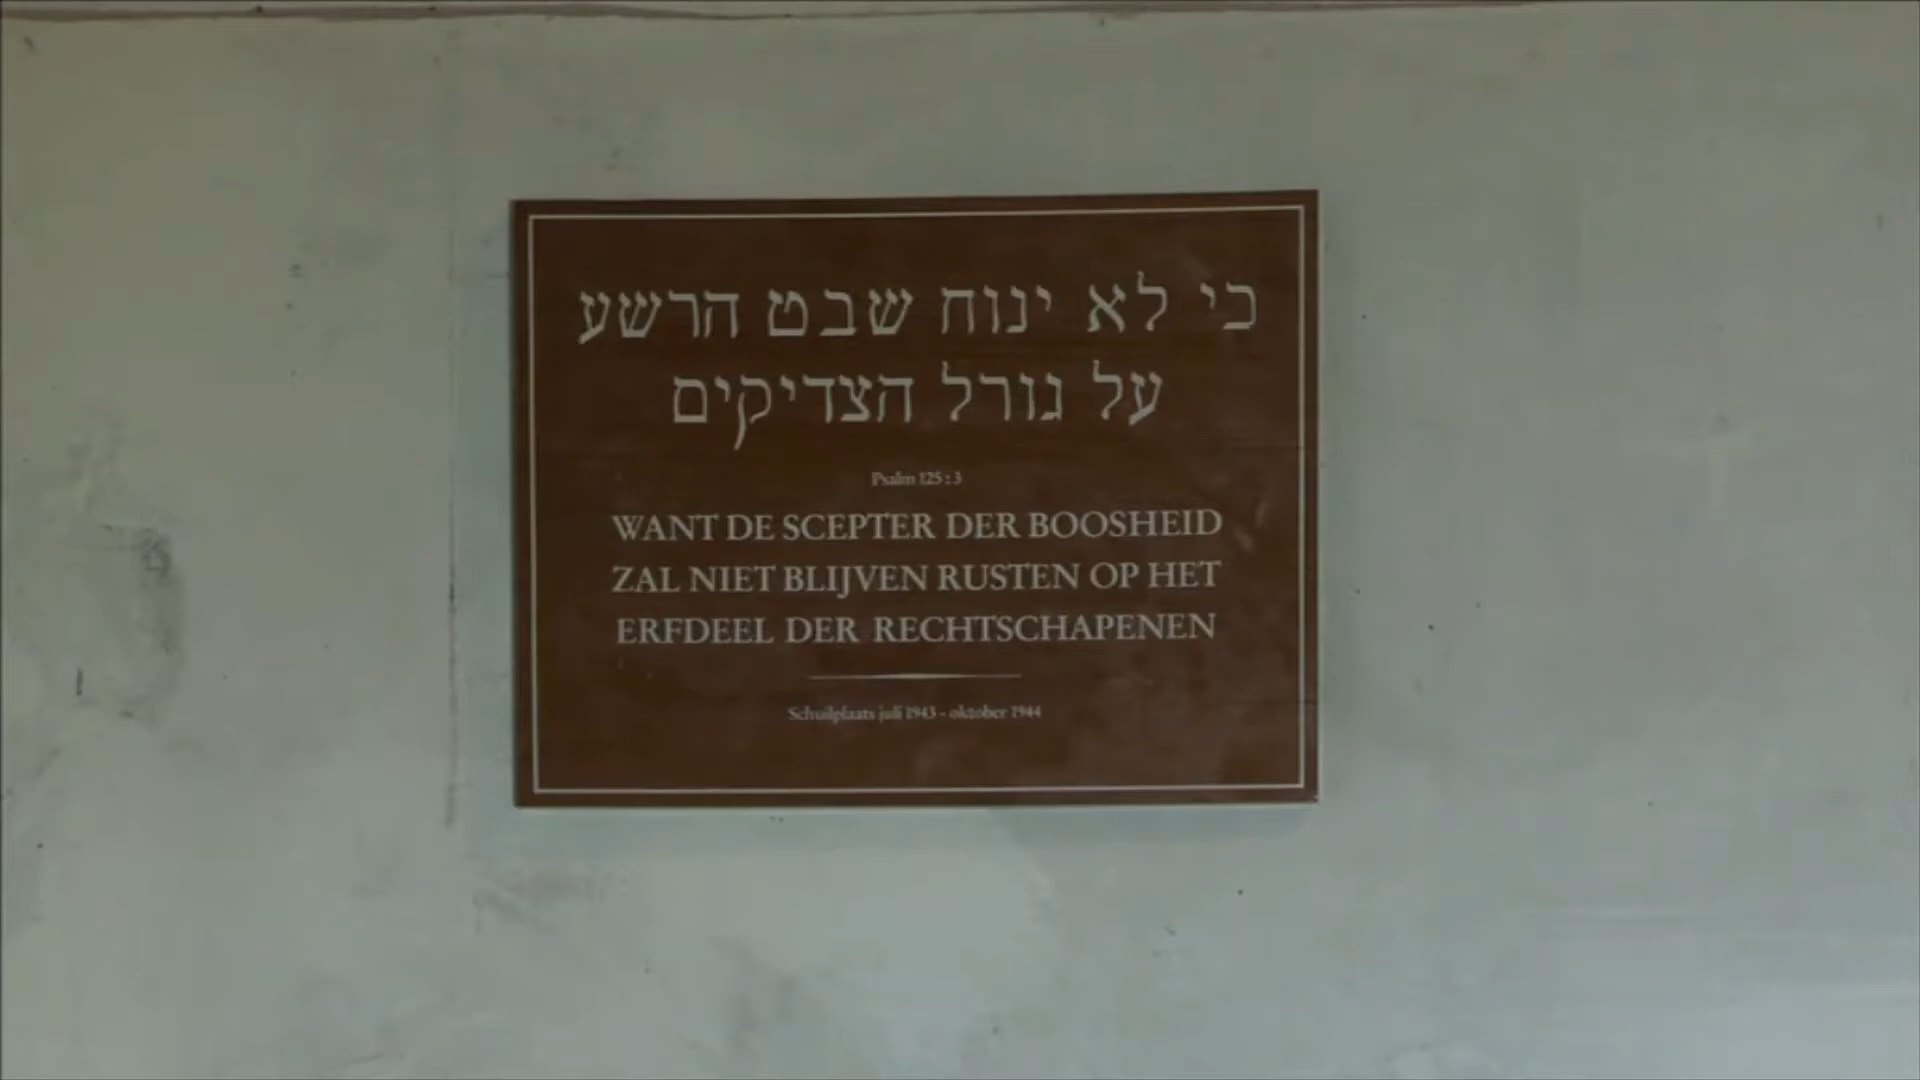 כי לא ינוח שבט הרשע
על גורל הצדיקים
Psalm 125 : 3
WANT DE SCEPTER DER BOOSHEID
ZAL NIET BLIJVEN RUSTEN OP HET
ERFDEEL DER RECHTSCHAPENEN
Schuilplaats juli 1943 - oktober 1944